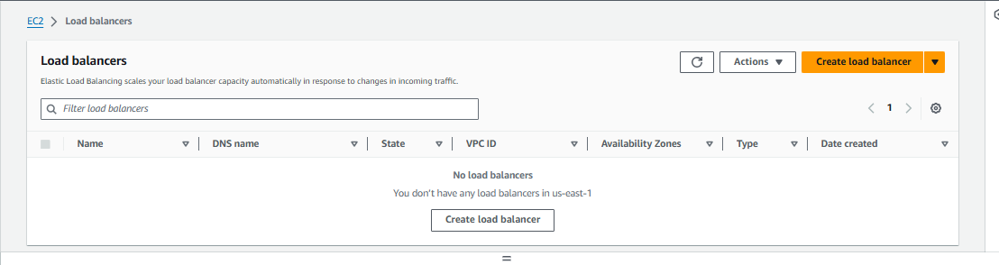 EC2 > Load balancers
Load balancers
Actions
Create load balancer
Elastic Load Balancing scales your load balancer capacity automatically in response to changes in incoming traffic.
Filter load balancers
1
Name DNS name State VPC ID Availability Zones Type Date created
No load balancers
You don't have any load balancers in us-east-1
Create load balancer